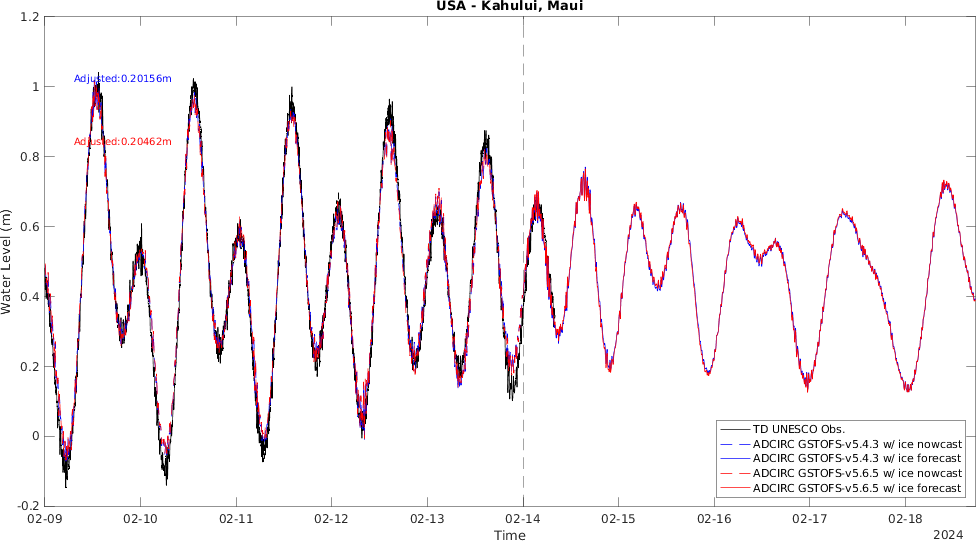 USA - Kahului, Maui
1.2
1
0.8
0.6
0.4
0.2
0
-0.2
Water Level (m)
Adjusted:0.20156m
Adjusted:0.20462m
TD UNESCO Obs.
ADCIRC GSTOFS-v5.4.3 w/ ice nowcast
ADCIRC GSTOFS-v5.4.3 w/ ice forecast
ADCIRC GSTOFS-v5.6.5 w/ ice nowcast
ADCIRC GSTOFS-v5.6.5 w/ ice forecast
02-09 02-10 02-11 02-12 02-13 02-14 02-15 02-16 02-17 02-18
Time
2024